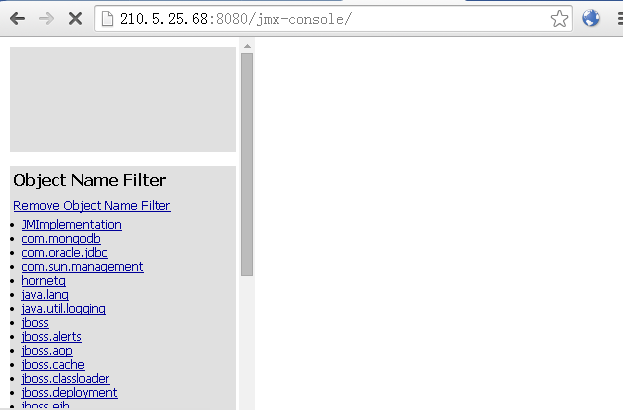 210.5.25.68:8080/jmx-console/
Object Name Filter
Remove Object Name Filter
JMImplementation
com.mongodb
com.oracle.jdbc
com.sun.management
hornetq
java.lang
java.util.logging
jboss
jboss.alerts
jboss.aop
jboss.cache
jboss.classloader
jboss.deployment
jboss.ejb